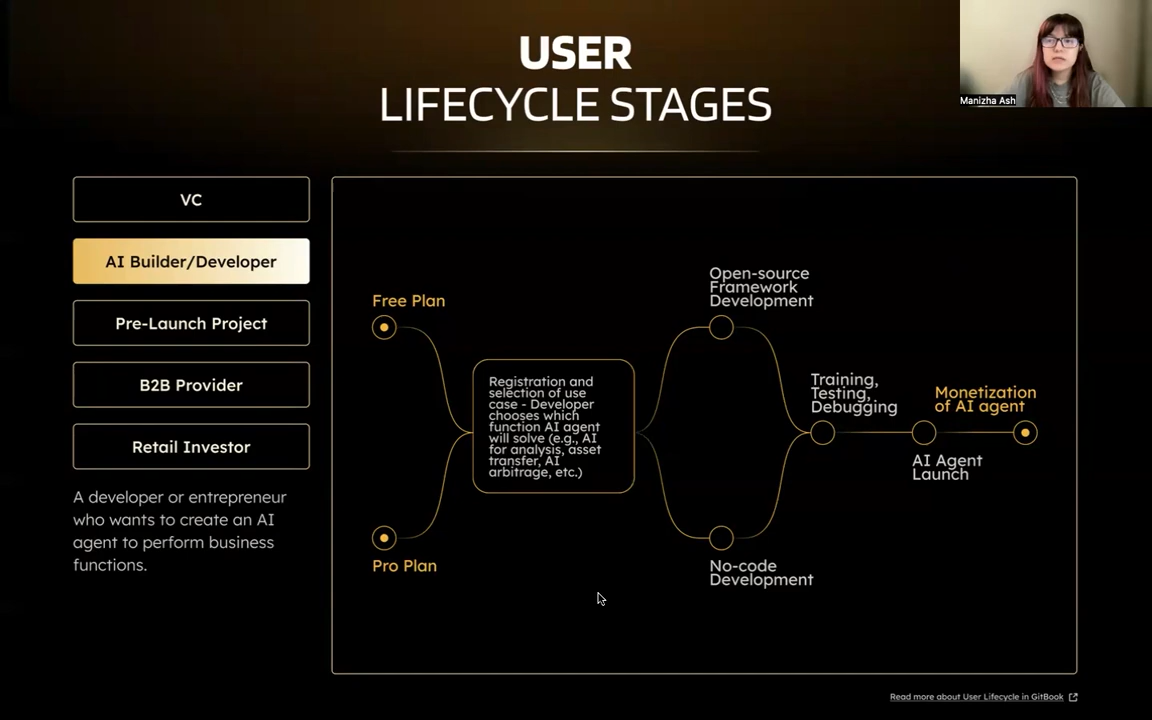 USER
LIFECYCLE STAGES
Manizha Ash
VC
AI Builder/Developer
Pre-Launch Project
B2B Provider
Retail Investor
A developer or entrepreneur
who wants to create an AI
agent to perform business
functions.
Free Plan
Pro Plan
Registration and
selection of use
case - Developer
chooses which
function AI agent
will solve (e.g., AI
for analysis, asset
transfer, AI
arbitrage, etc.)
Open-source
Framework
Development
No-code
Development
Training,
Testing,
Debugging
AI Agent
Launch
Monetization
of AI agent
Read more about User Lifecycle in GitBook